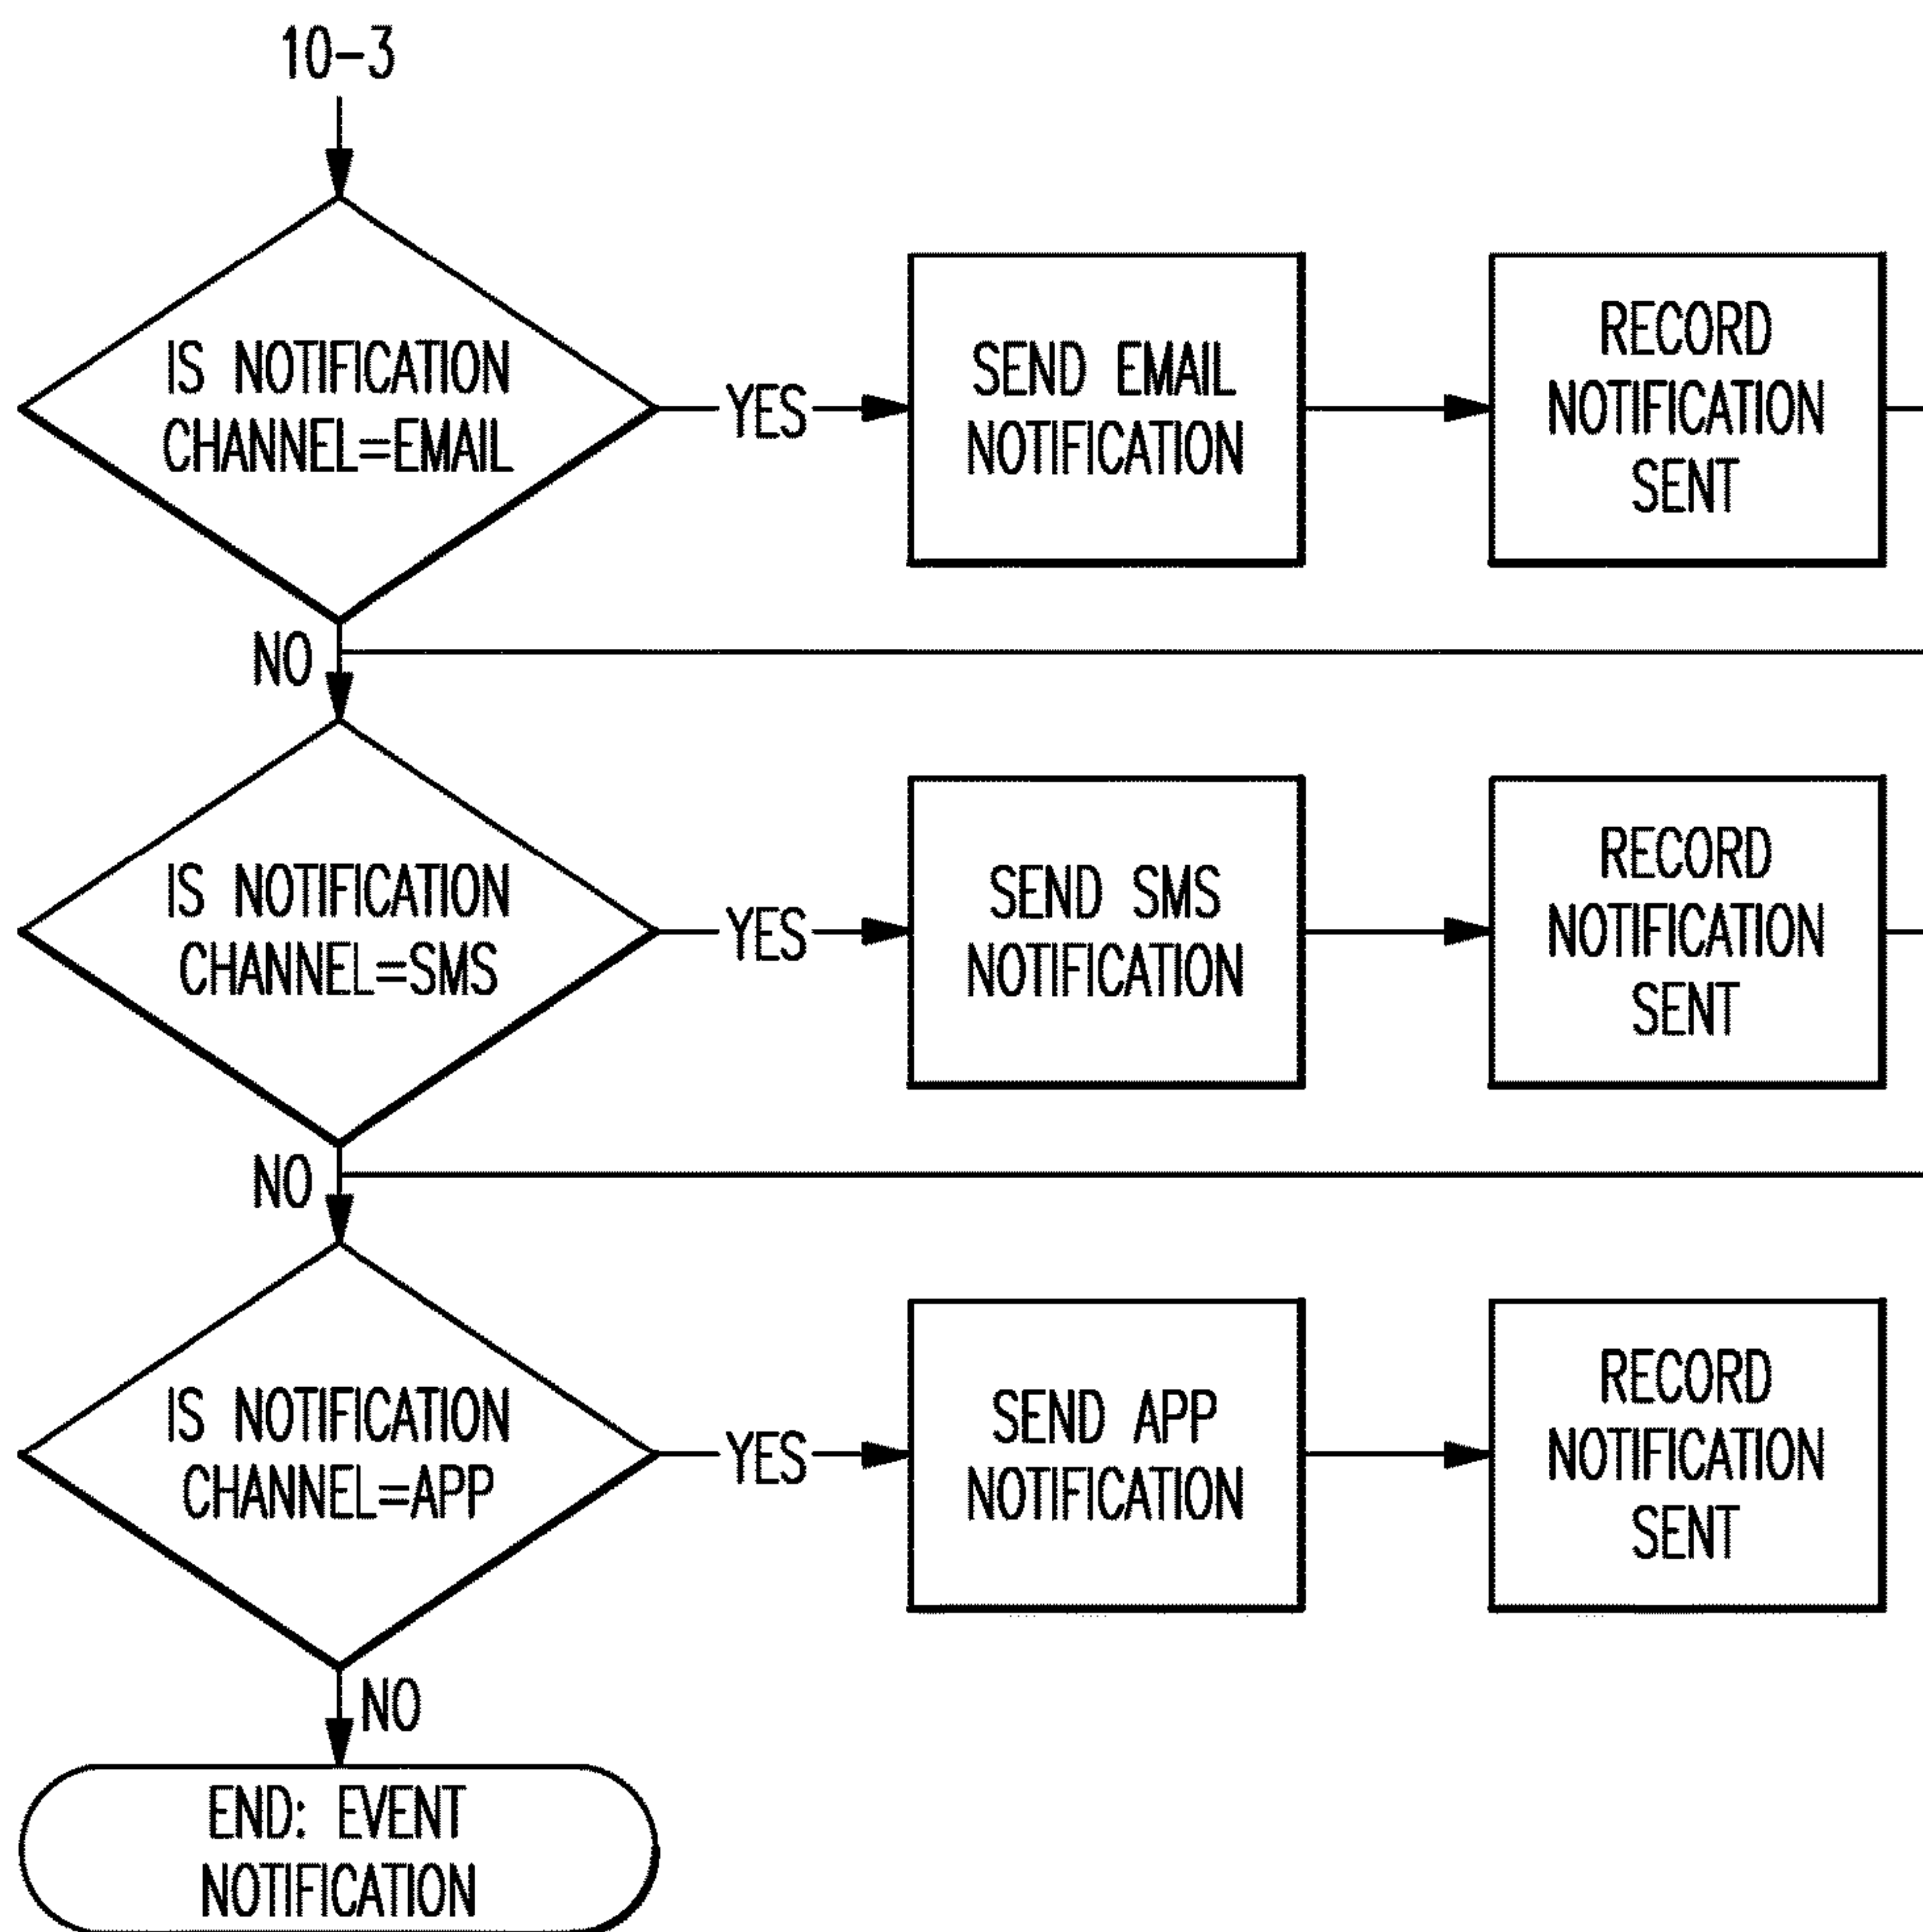 10-3
IS NOTIFICATION
CHANNEL=EMAIL
YES
SEND EMAIL
NOTIFICATION
RECORD
NOTIFICATION
SENT
NO
IS NOTIFICATION
CHANNEL=SMS
YES
SEND SMS
NOTIFICATION
RECORD
NOTIFICATION
SENT
NO
IS NOTIFICATION
CHANNEL=APP
YES
SEND APP
NOTIFICATION
RECORD
NOTIFICATION
SENT
NO
END: EVENT
NOTIFICATION